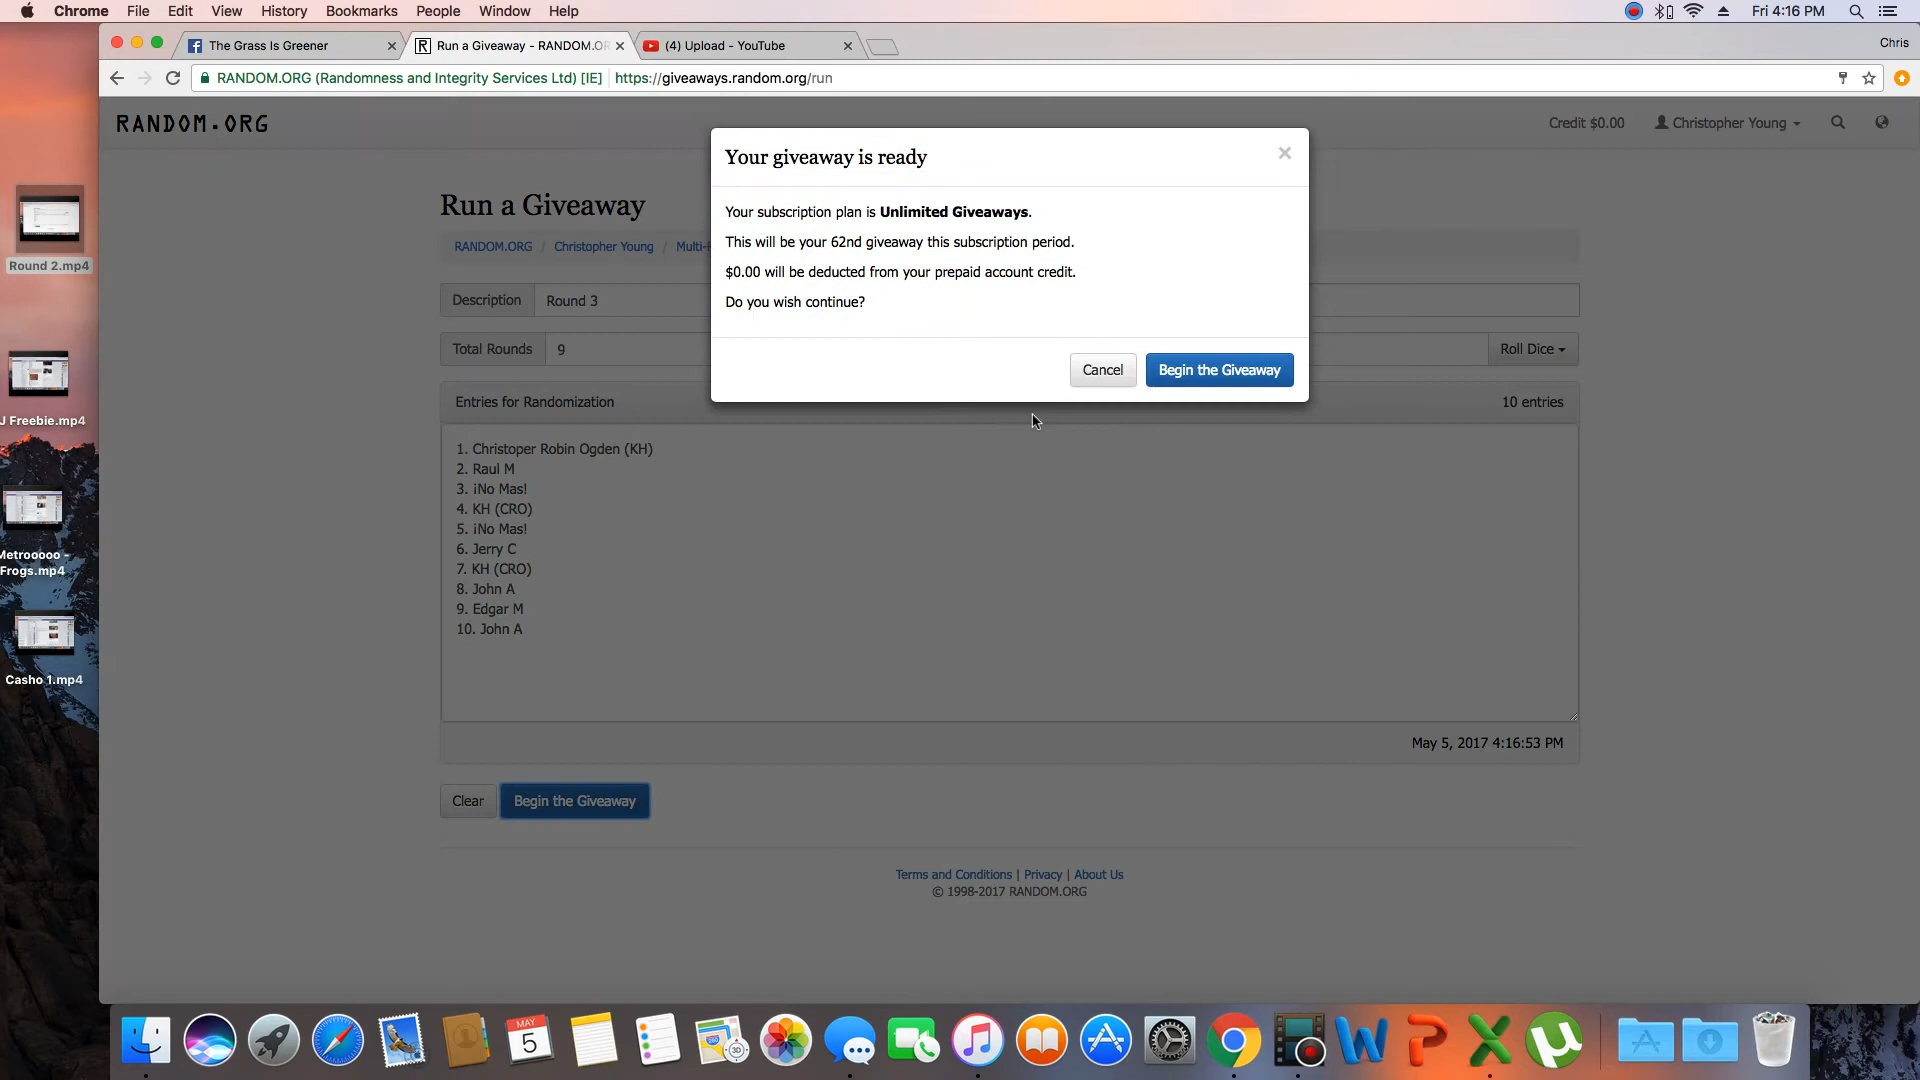 Chrome File Edit View History Bookmarks People Window Help Fri 4:16 PM
The Grass Is Greener Run a Giveaway - RANDOM.OR (4) Upload - YouTube Chris
RANDOM.ORG (Randomness and Integrity Services Ltd) [IE] https://giveaways.random.org/run
RANDOM.ORG Credit $0.00 Christopher Young
Your giveaway is ready
Your subscription plan is Unlimited Giveaways.
This will be your 62nd giveaway this subscription period.
$0.00 will be deducted from your prepaid account credit.
Do you wish continue?
Cancel Begin the Giveaway
Run a Giveaway
RANDOM.ORG / Christopher Young / Multi-
Description Round 3
Total Rounds 9 Roll Dice
Entries for Randomization 10 entries
1. Christoper Robin Ogden (KH)
2. Raul M
3. ¡No Mas!
4. KH (CRO)
5. ¡No Mas!
6. Jerry C
7. KH (CRO)
8. John A
9. Edgar M
10. John A
May 5, 2017 4:16:53 PM
Clear Begin the Giveaway
Terms and Conditions | Privacy | About Us
© 1998-2017 RANDOM.ORG
Round 2.mp4
J Freebie.mp4
Metrooooo -
Frogs.mp4
Casho 1.mp4
MAY
5
3D